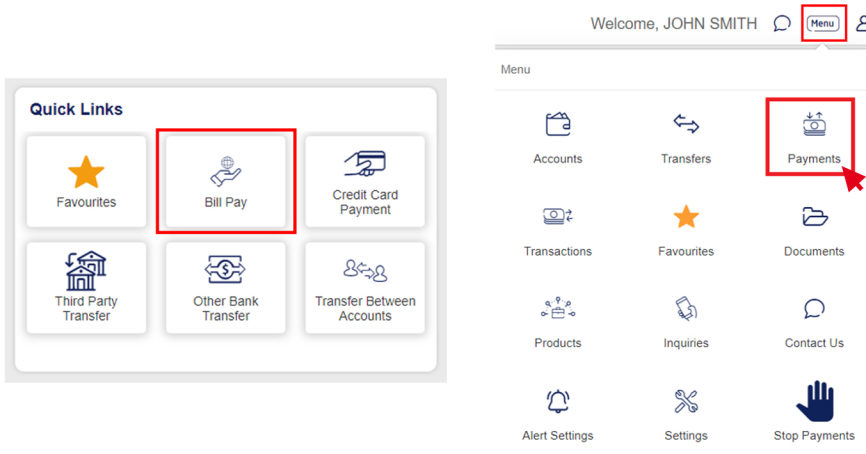 Quick Links
Favourites
Bill Pay
Credit Card
Payment
Third Party
Transfer
Other Bank
Transfer
Transfer Between
Accounts
Welcome, JOHN SMITH
Menu
Menu
Accounts
Transfers
Payments
Transactions
Favourites
Documents
Products
Inquiries
Contact Us
Alert Settings
Settings
Stop Payments